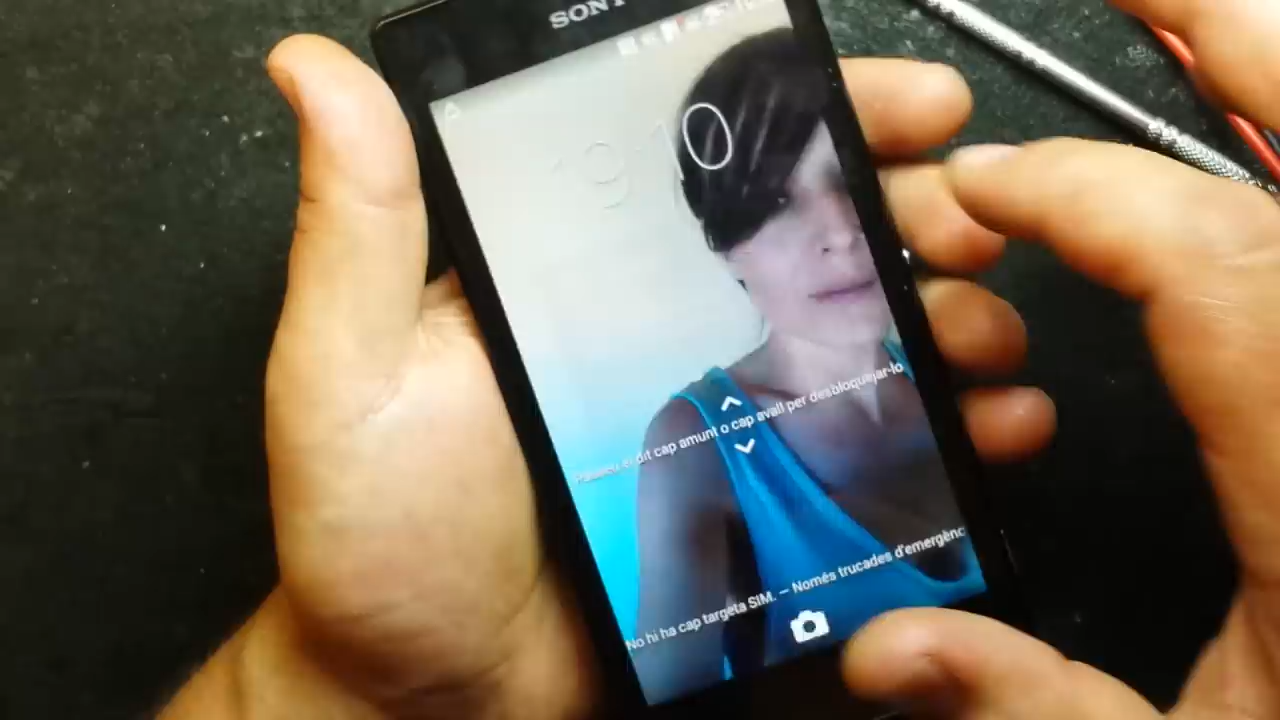 SONY
19 10
Passeu el dit cap amunt o cap avall per desbloquejar-lo
No hi ha cap targeta SIM. — Només trucades d'emergènc